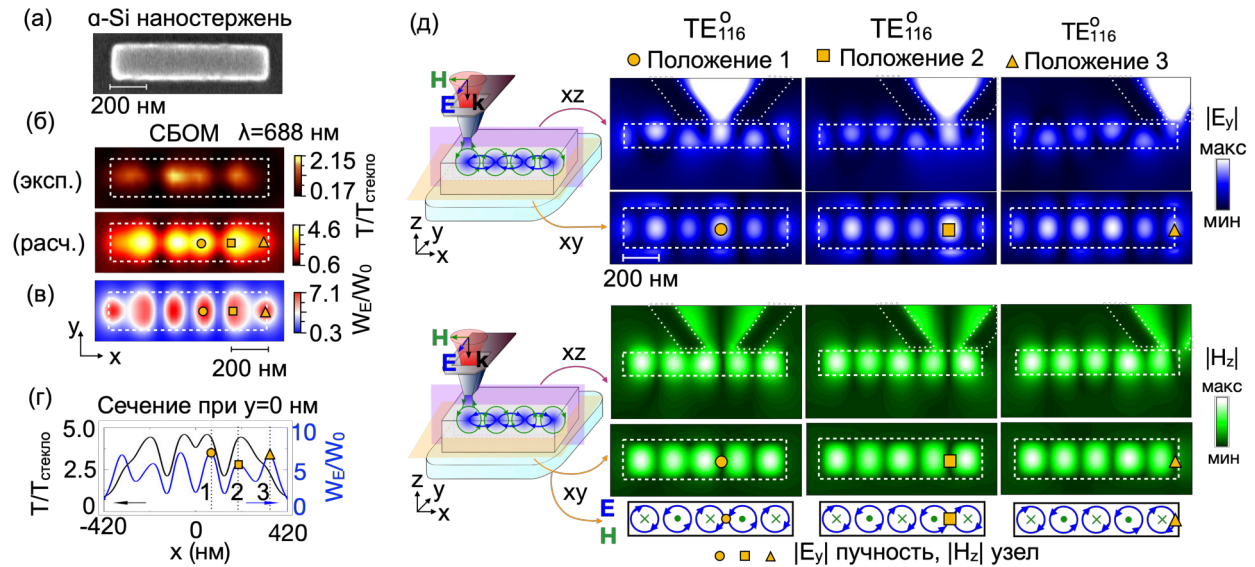 (а)
α-Si наностержень
200 нм
(б)
СБОМ λ=688 нм
(эксп.)
2.15
0.17
(расч.)
4.6
0.6
T/Tстекло
(в)
7.1
0.3
WE/W0
y
x
200 нм
(г)
Сечение при y=0 нм
T/Tстекло
5.0
2.5
0
10
5
0
WE/W0
1 2 3
-420 0 420
x (нм)
(д)
TE°116 TE°116 TE°116
Положение 1 Положение 2 Положение 3
H
E
k
xz
xy
z
y
x
200 нм
|Ey|
макс
мин
H
E
k
xz
xy
z
y
x
|Hz|
макс
мин
E
H
|Ey| пучность, |Hz| узел